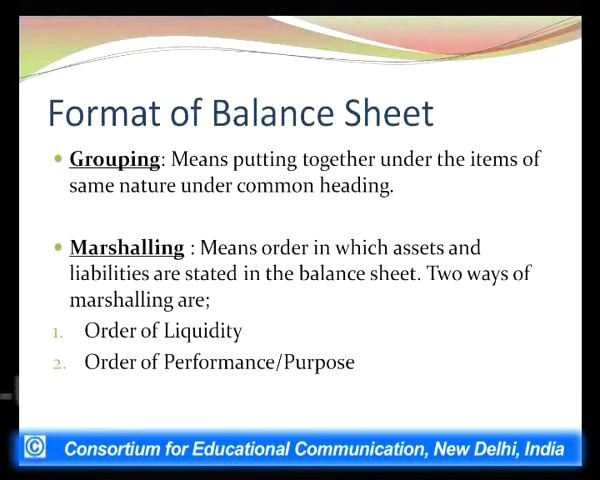 Format of Balance Sheet
• Grouping: Means putting together under the items of
same nature under common heading.
• Marshalling : Means order in which assets and
liabilities are stated in the balance sheet. Two ways of
marshalling are;
1. Order of Liquidity
2. Order of Performance/Purpose
© Consortium for Educational Communication, New Delhi, India